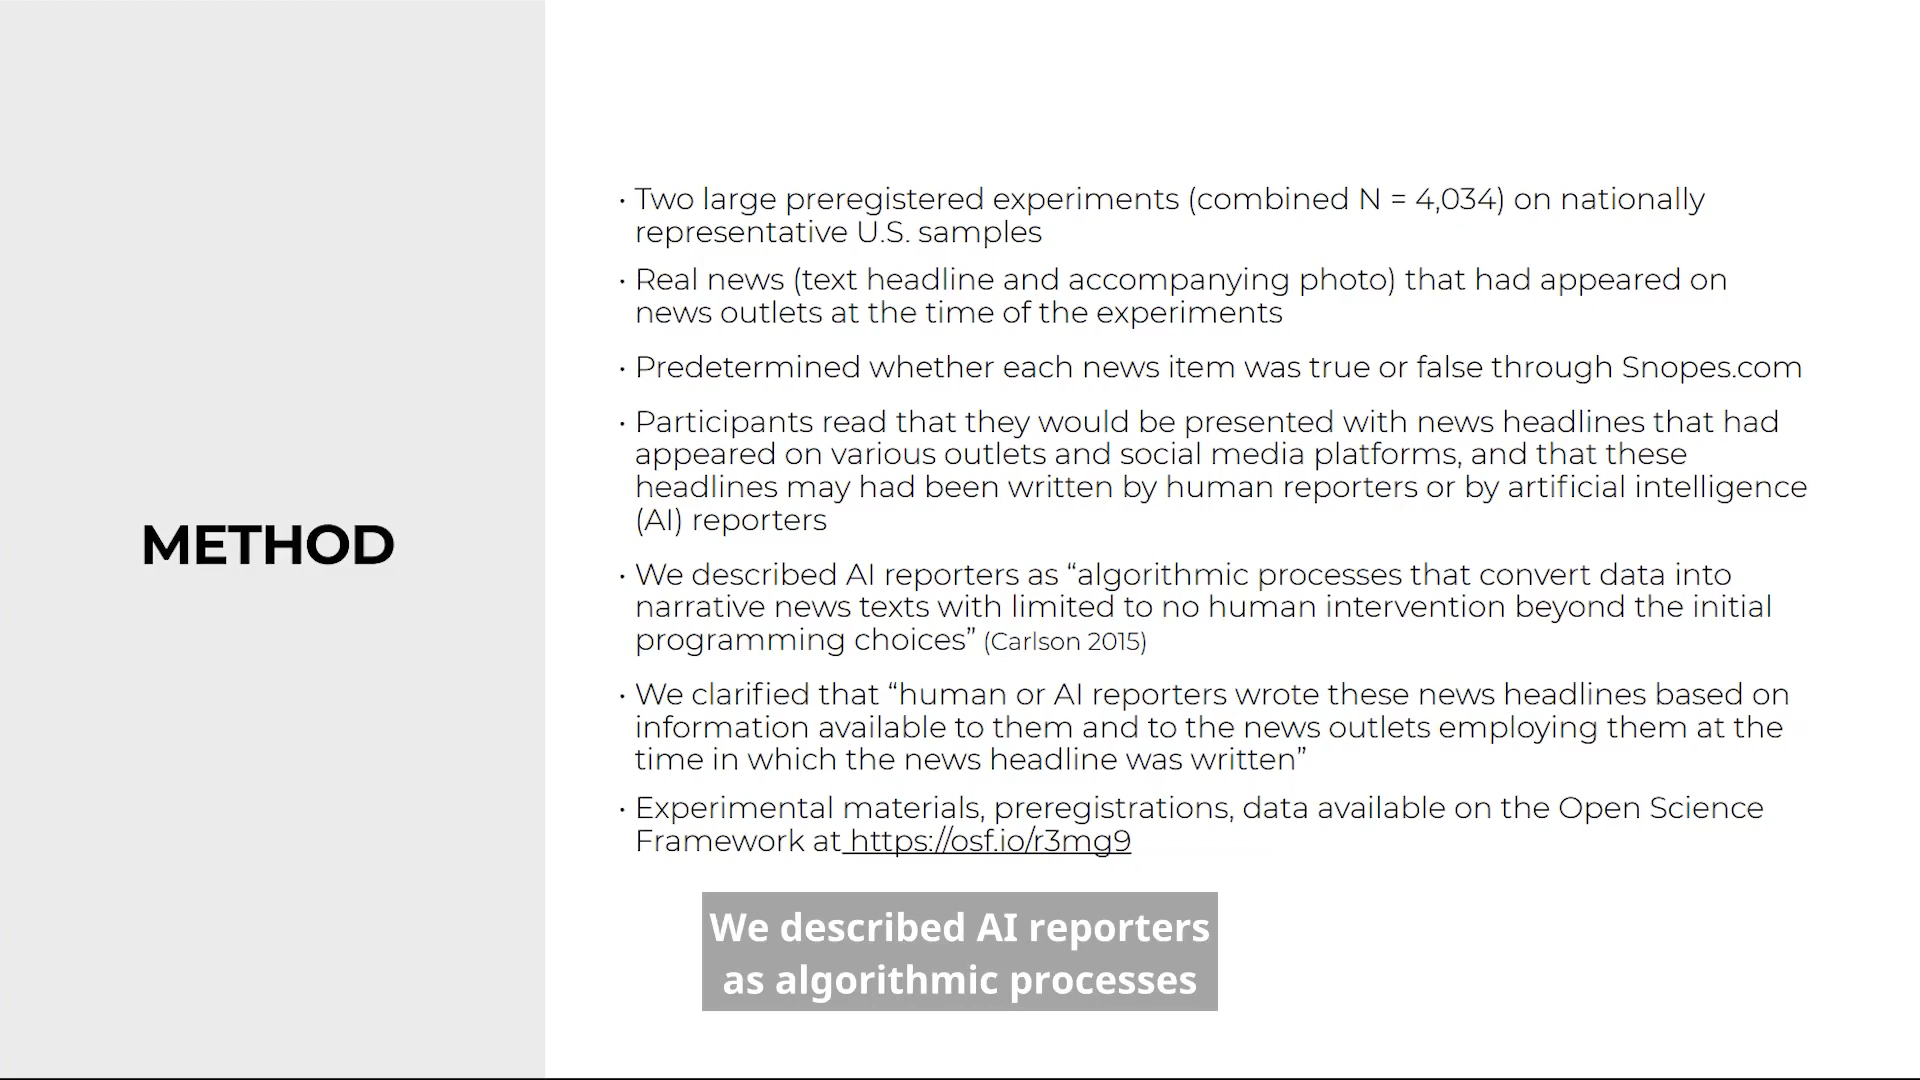 METHOD
• Two large preregistered experiments (combined N = 4,034) on nationally
representative U.S. samples
• Real news (text headline and accompanying photo) that had appeared on
news outlets at the time of the experiments
• Predetermined whether each news item was true or false through Snopes.com
• Participants read that they would be presented with news headlines that had
appeared on various outlets and social media platforms, and that these
headlines may had been written by human reporters or by artificial intelligence
(AI) reporters
• We described AI reporters as “algorithmic processes that convert data into
narrative news texts with limited to no human intervention beyond the initial
programming choices” (Carlson 2015)
• We clarified that “human or AI reporters wrote these news headlines based on
information available to them and to the news outlets employing them at the
time in which the news headline was written”
• Experimental materials, preregistrations, data available on the Open Science
Framework at https://osf.io/r3mg9
We described AI reporters
as algorithmic processes